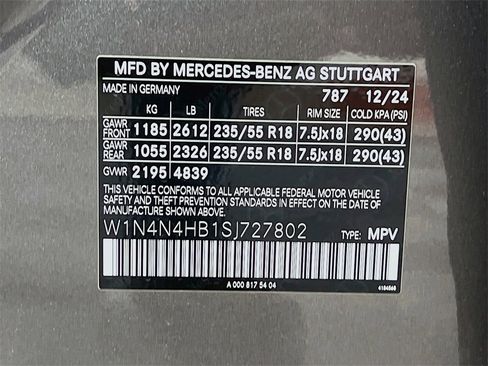 MFD BY MERCEDES-BENZ AG STUTTGART
MADE IN GERMANY 787 12/24
KG LB TIRES RIM SIZE COLD KPA (PSI)
GAWR FRONT 1185 2612 235/55 R18 7.5Jx18 290(43)
GAWR REAR 1055 2326 235/55 R18 7.5Jx18 290(43)
GVWR 2195 4839
THIS VEHICLE CONFORMS TO ALL APPLICABLE FEDERAL MOTOR VEHICLE
SAFETY AND THEFT PREVENTION STANDARDS IN EFFECT ON THE DATE
OF MANUFACTURE SHOWN ABOVE.
W1N4N4HB1SJ727802 TYPE: MPV
A 000 817 54 04 4184568